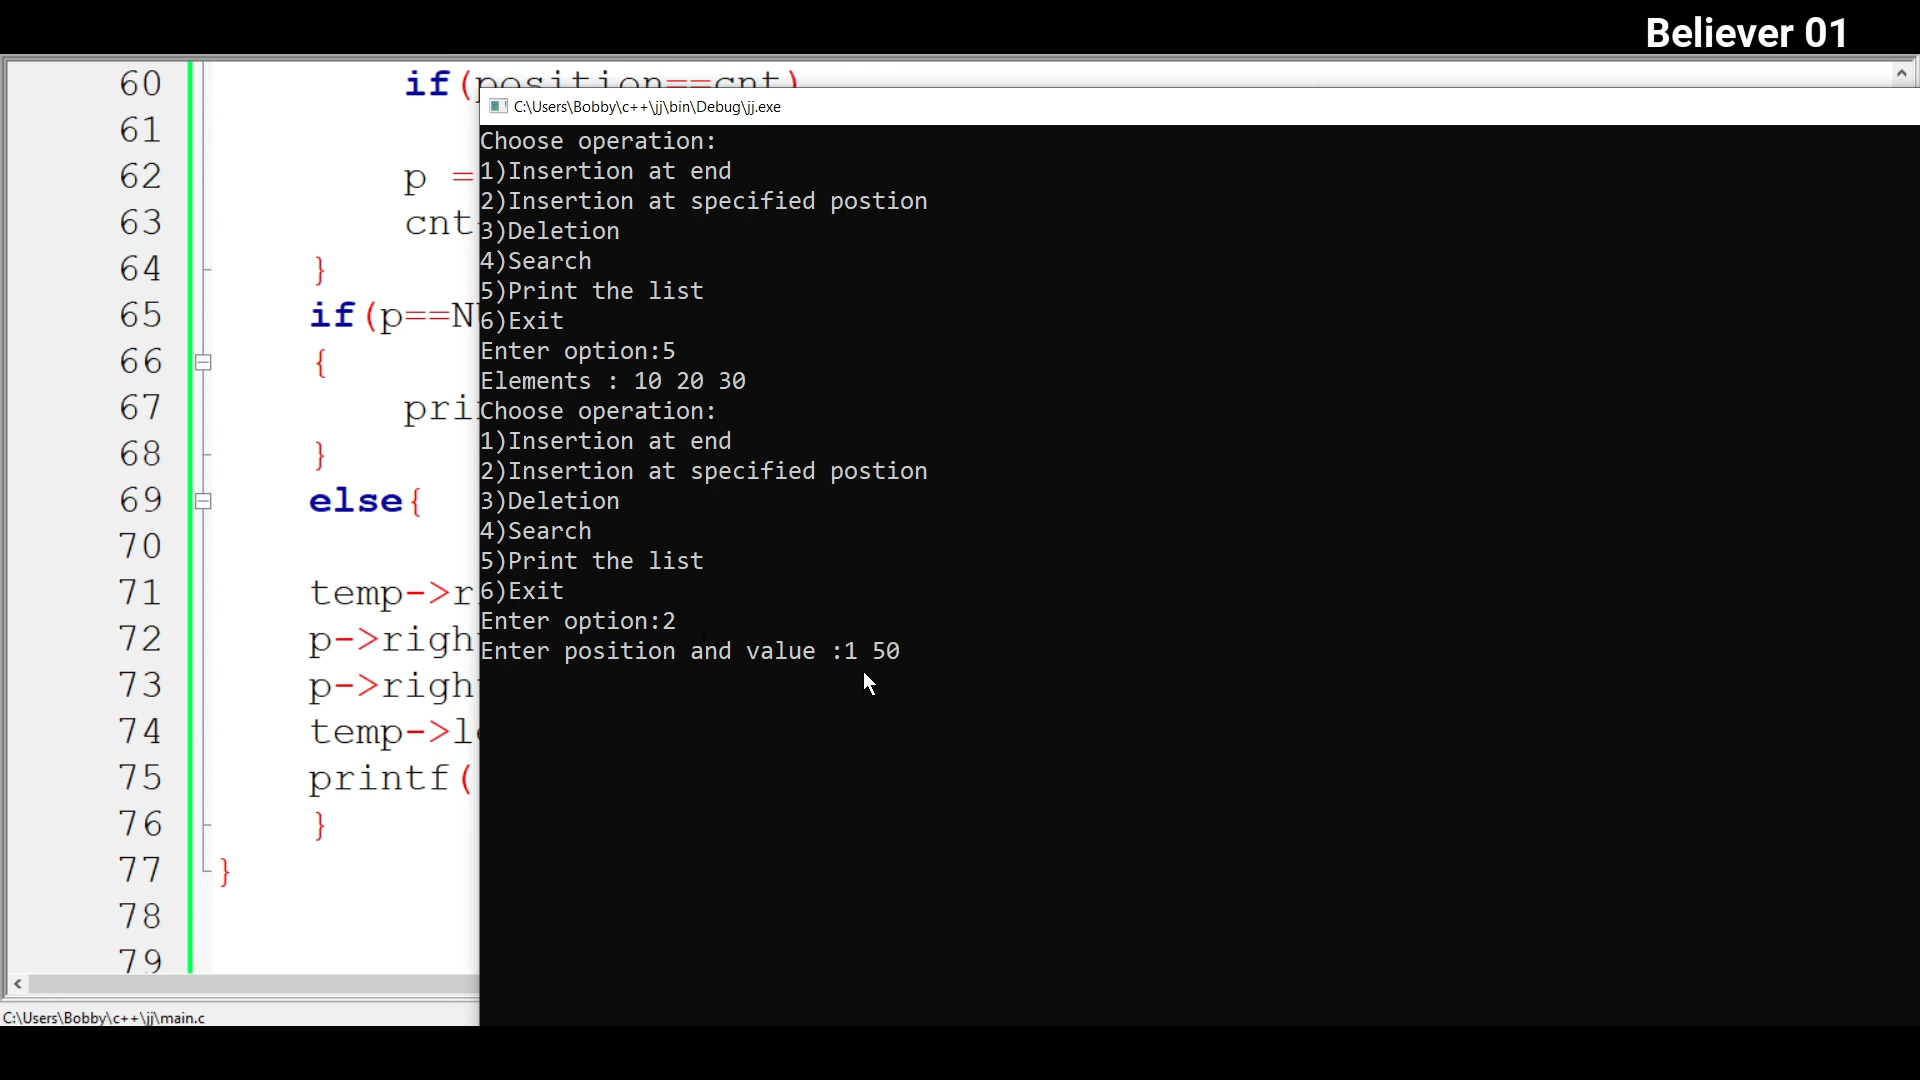 Believer 01
60 if(position==cnt)
61
62 p =
63 cnt
64 }
65 if(p==N
66 {
67 pri
68 }
69 else{
70
71 temp->r
72 p->righ
73 p->righ
74 temp->l
75 printf(
76 }
77 }
78
79
C:\Users\Bobby\c++\jj\main.c
C:\Users\Bobby\c++\jj\bin\Debug\jj.exe
Choose operation:
1)Insertion at end
2)Insertion at specified postion
3)Deletion
4)Search
5)Print the list
6)Exit
Enter option:5
Elements : 10 20 30
Choose operation:
1)Insertion at end
2)Insertion at specified postion
3)Deletion
4)Search
5)Print the list
6)Exit
Enter option:2
Enter position and value :1 50